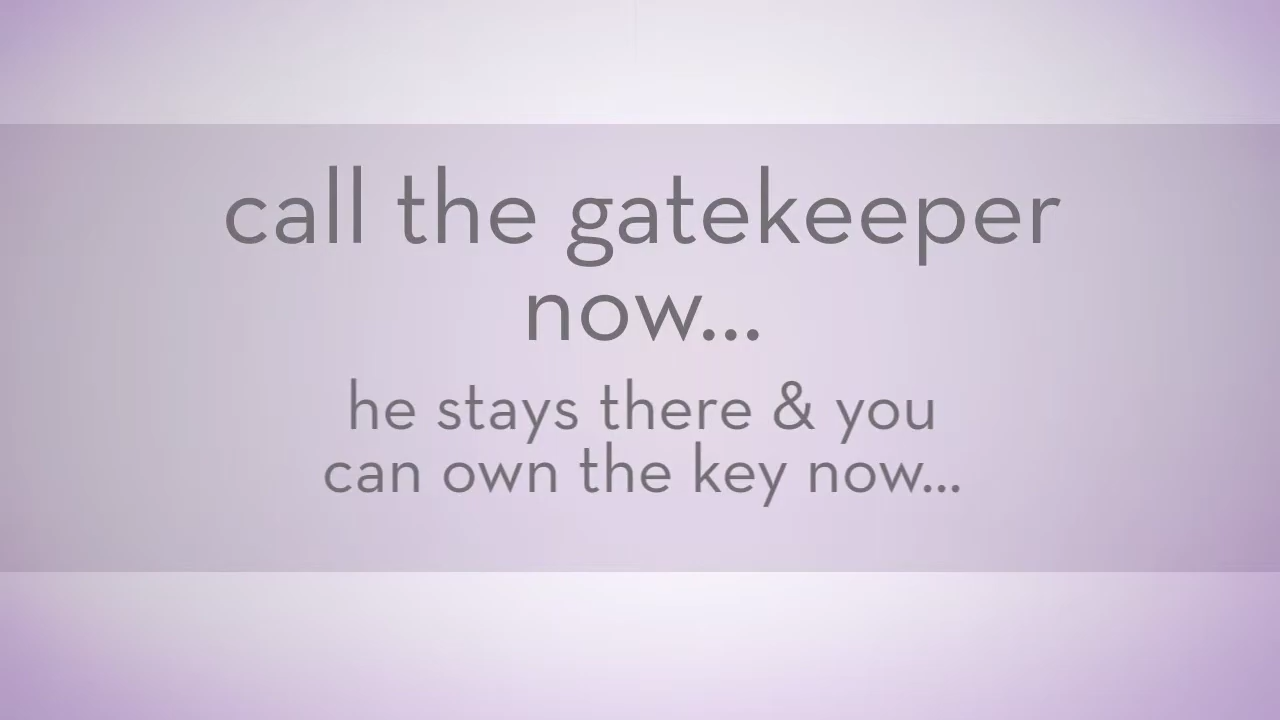 call the gatekeeper
now...
he stays there & you
can own the key now...